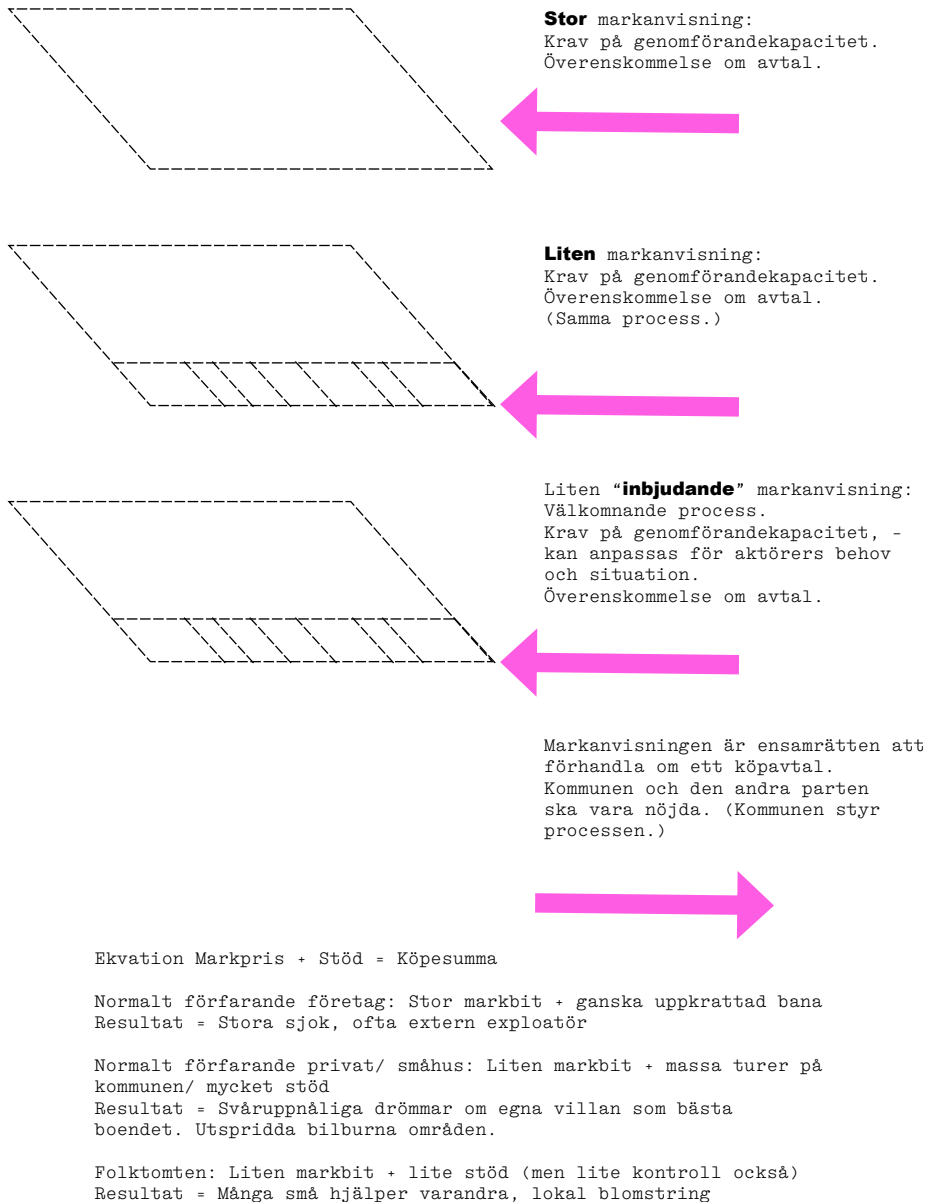 Stor markanvisning:
Krav på genomförandekapacitet.
Överenskommelse om avtal.
Liten markanvisning:
Krav på genomförandekapacitet.
Överenskommelse om avtal.
(Samma process.)
Liten “inbjudande” markanvisning:
Välkomnande process.
Krav på genomförandekapacitet, -
kan anpassas för aktörers behov
och situation.
Överenskommelse om avtal.
Markanvisningen är ensamrätten att
förhandla om ett köpavtal.
Kommunen och den andra parten
ska vara nöjda. (Kommunen styr
processen.)
Ekvation Markpris + Stöd = Köpesumma
Normalt förfarande företag: Stor markbit + ganska uppkrattad bana
Resultat = Stora sjok, ofta extern exploatör
Normalt förfarande privat/ småhus: Liten markbit + massa turer på
kommunen/ mycket stöd
Resultat = Svåruppnåliga drömmar om egna villan som bästa
boendet. Utspridda bilburna områden.
Folktomten: Liten markbit + lite stöd (men lite kontroll också)
Resultat = Många små hjälper varandra, lokal blomstring